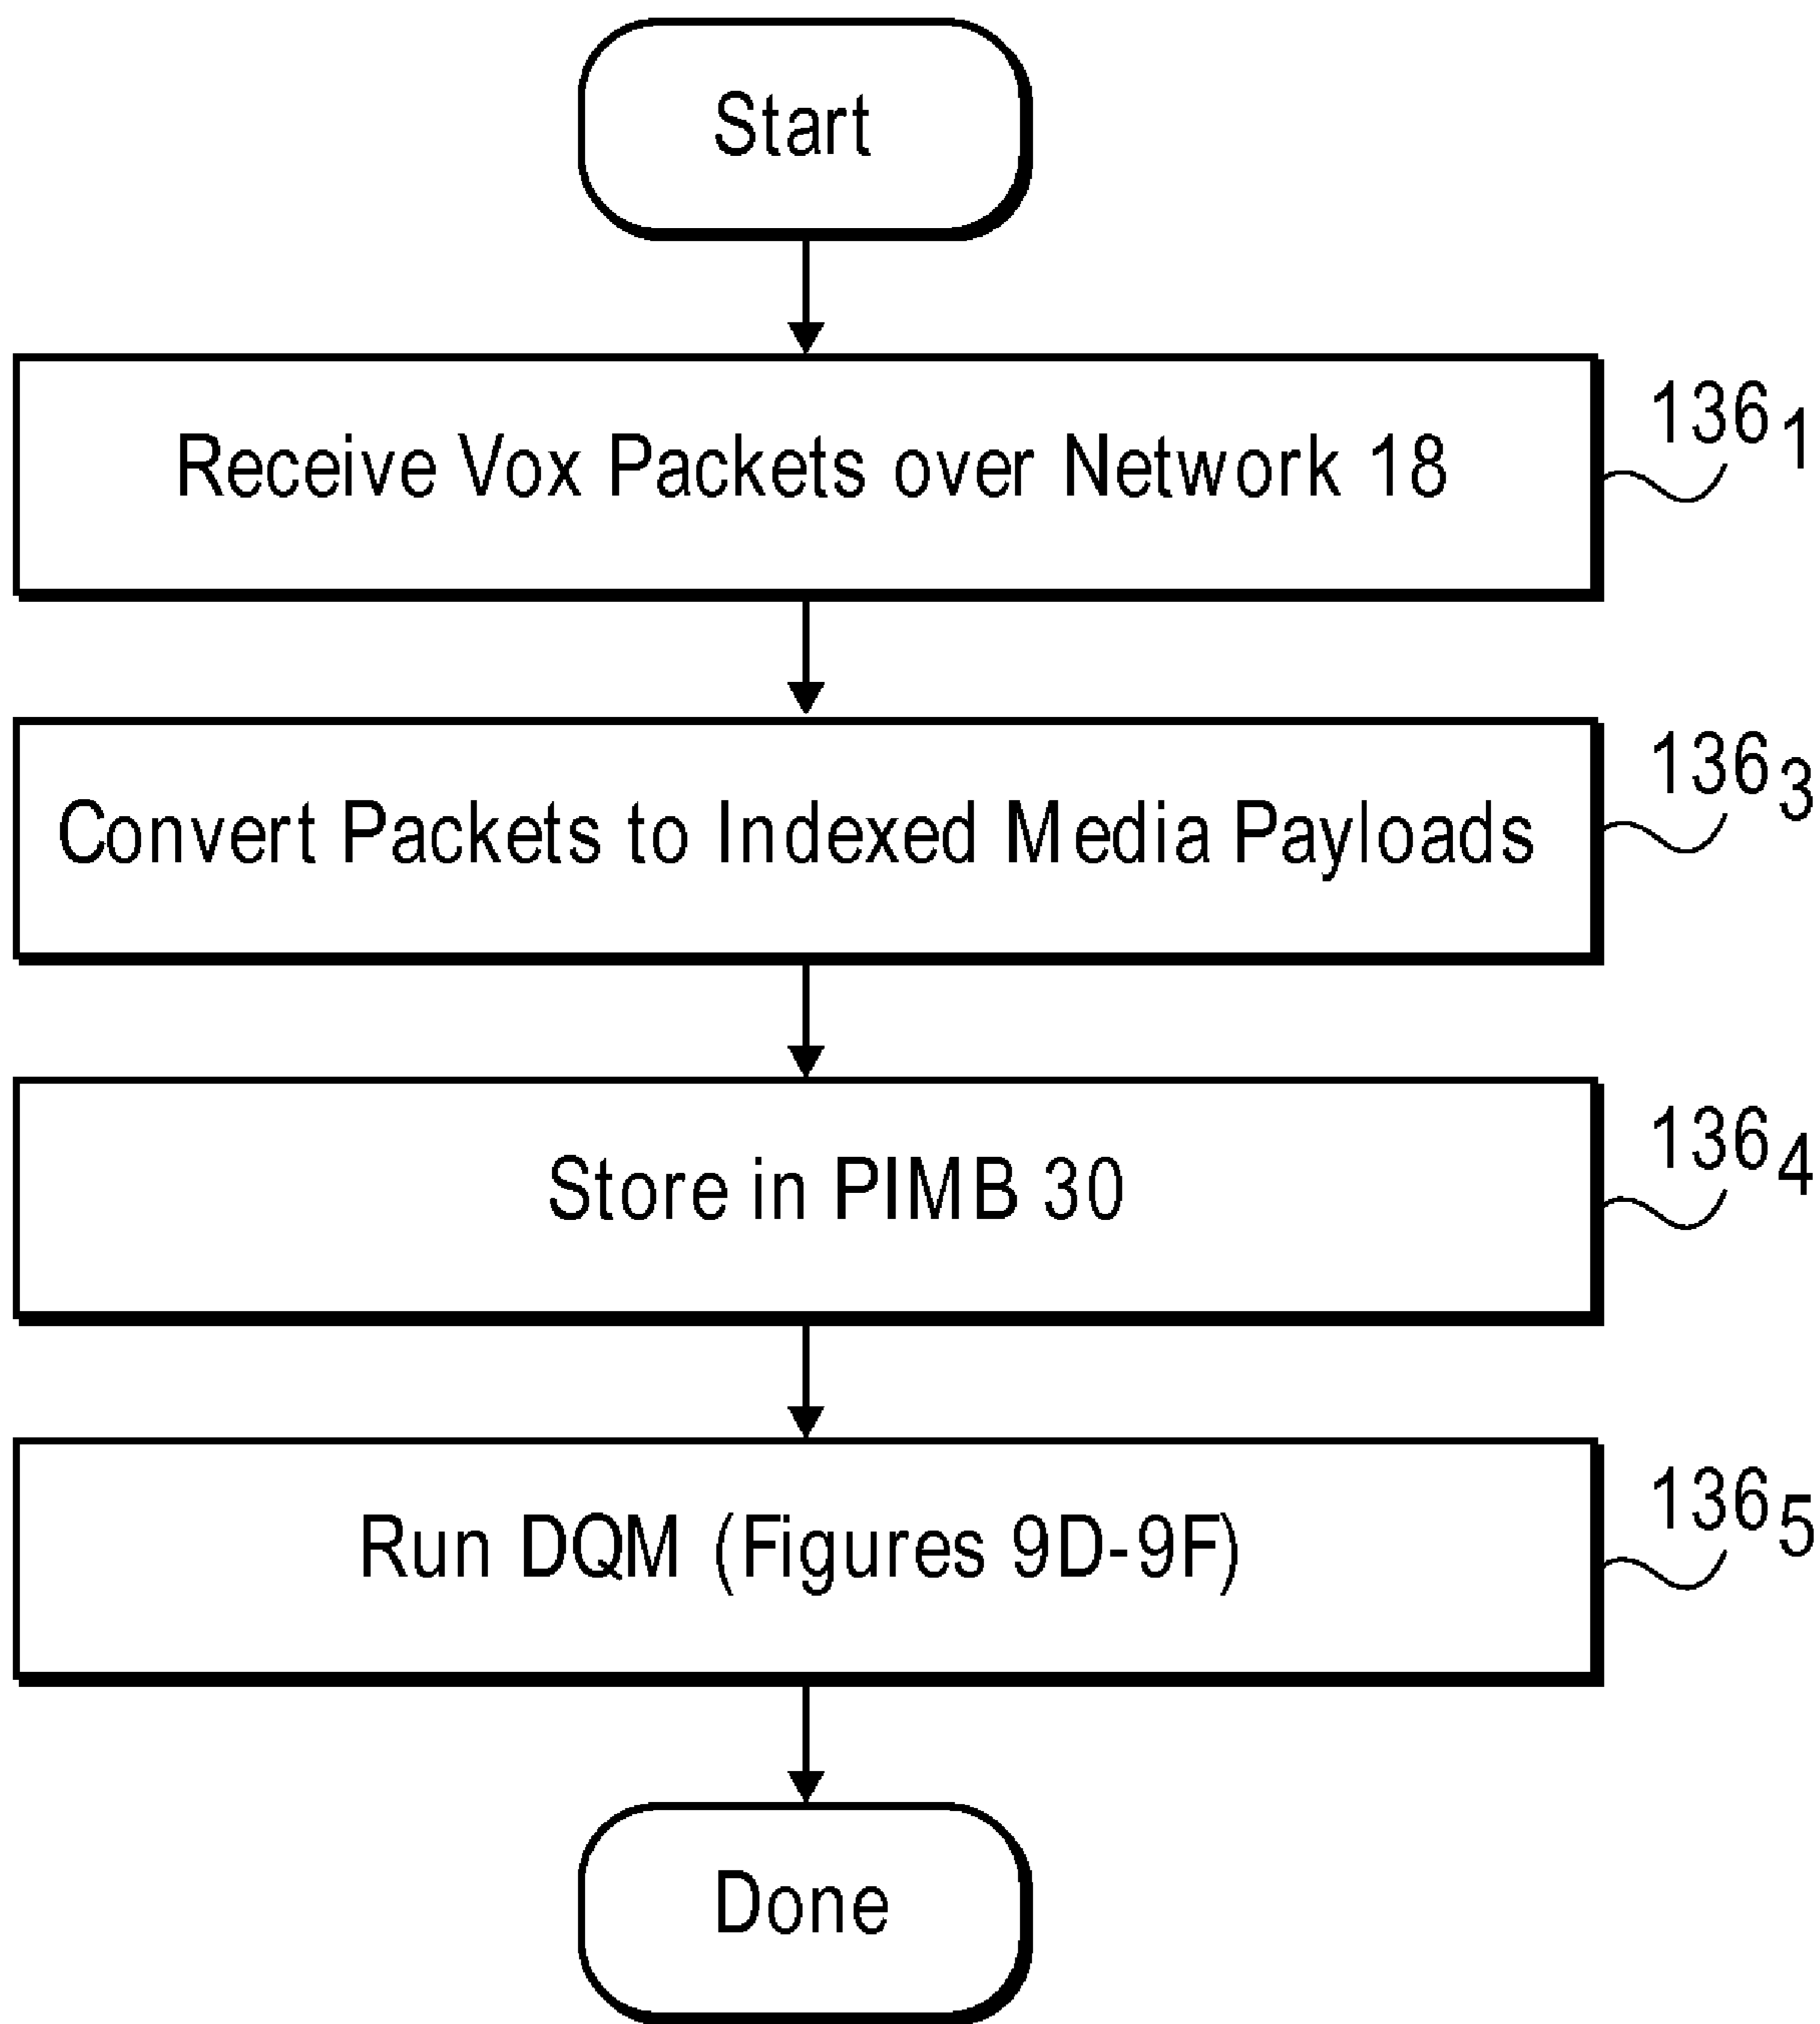 Start
Receive Vox Packets over Network 18
136₁
Convert Packets to Indexed Media Payloads
136₃
Store in PIMB 30
136₄
Run DQM (Figures 9D-9F)
136₅
Done